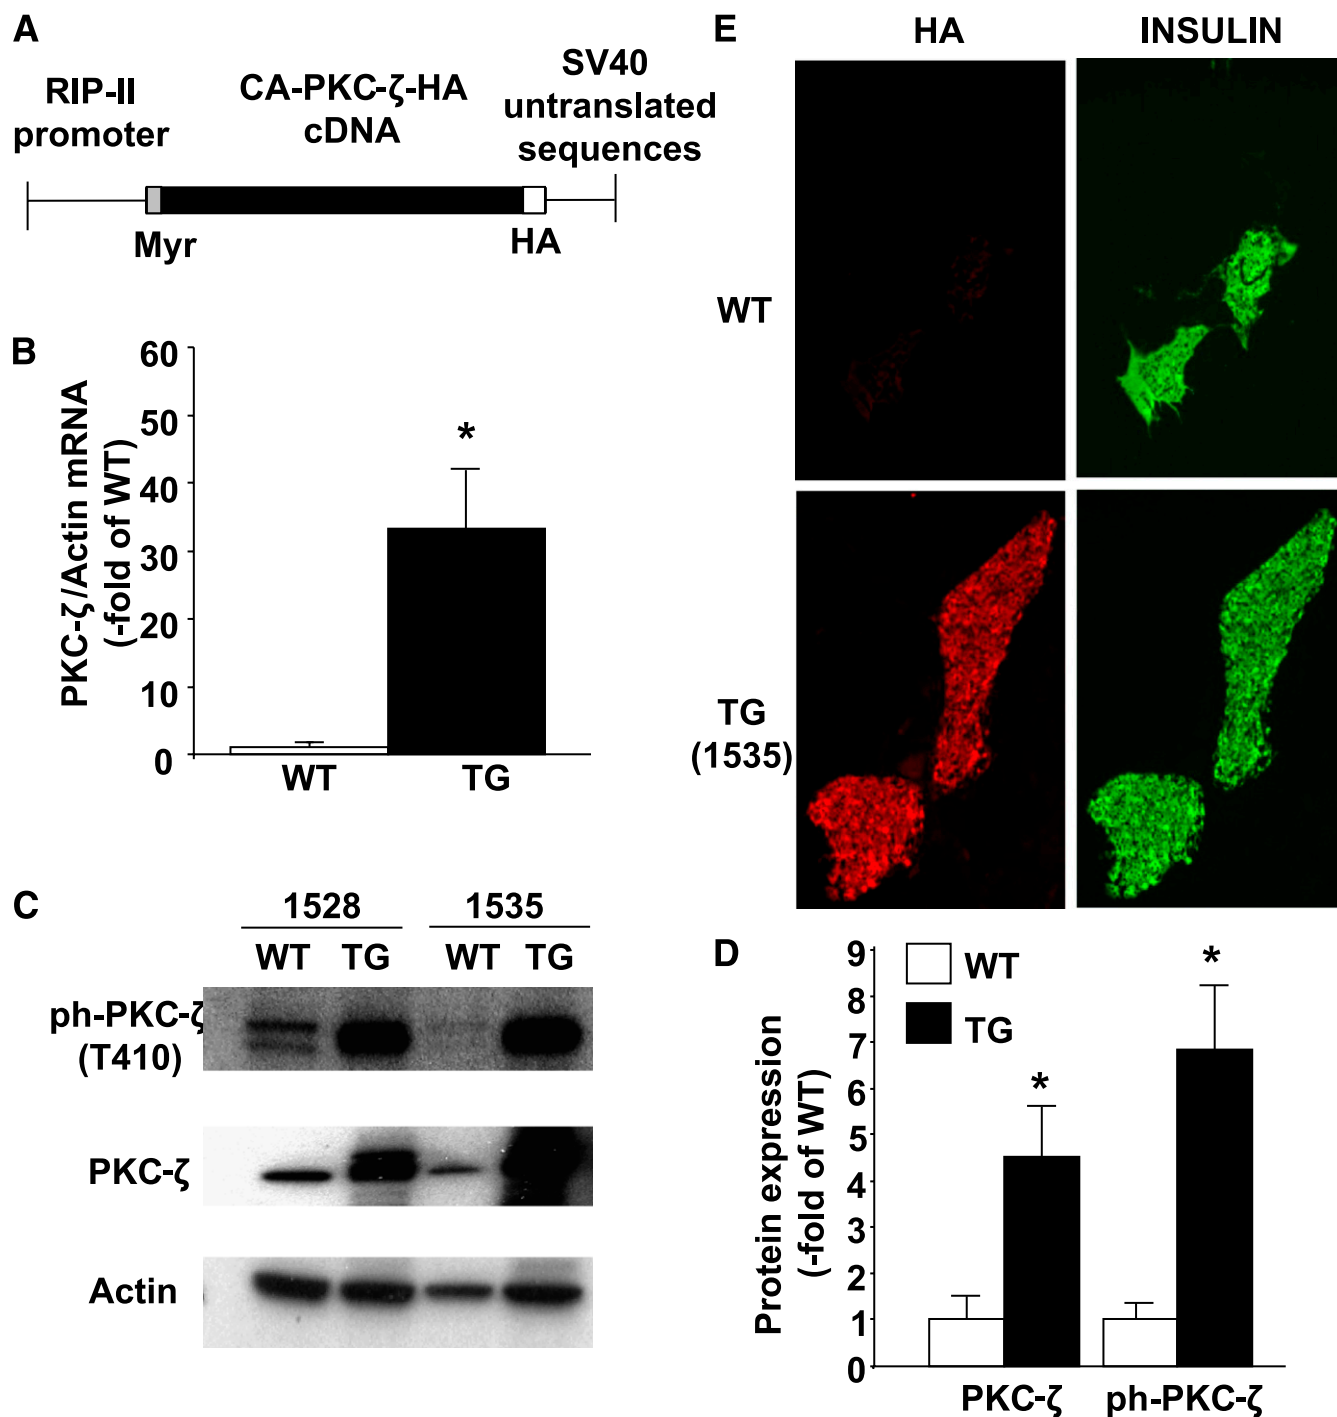 A
RIP-II
promoter
CA-PKC-ζ-HA
cDNA
SV40
untranslated
sequences
Myr
HA
B
PKC-ζ/Actin mRNA
(-fold of WT)
60
50
40
30
20
10
0
*
WT
TG
C
1528
1535
WT
TG
WT
TG
ph-PKC-ζ
(T410)
PKC-ζ
Actin
E
HA
INSULIN
WT
TG
(1535)
D
Protein expression
(-fold of WT)
9
8
7
6
5
4
3
2
1
0
WT
TG
*
*
PKC-ζ
ph-PKC-ζ